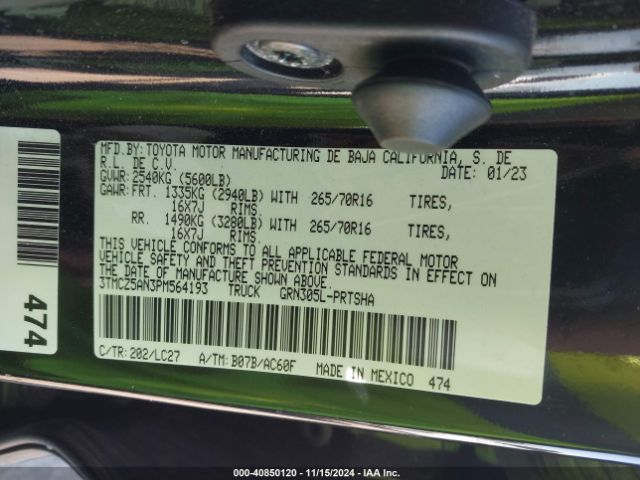 MFD.BY:TOYOTA MOTOR MANUFACTURING DE BAJA CALIFORNIA, S. DE
R.L. DE C.V. DATE: 01/23
GVWR: 2540KG (5600LB)
GAWR: FRT. 1335KG (2940LB) WITH 265/70R16 TIRES,
16X7J RIMS.
RR. 1490KG (3280LB) WITH 265/70R16 TIRES,
16X7J RIMS.
THIS VEHICLE CONFORMS TO ALL APPLICABLE FEDERAL MOTOR
VEHICLE SAFETY AND THEFT PREVENTION STANDARDS IN EFFECT ON
THE DATE OF MANUFACTURE SHOWN ABOVE.
3TMCZ5AN3PM564193 TRUCK GRN305L-PRTSHA
C/TR: 202/LC27 A/TM: B07B/AC60F MADE IN MEXICO 474
474
000-40850120 - 11/15/2024 - IAA Inc.